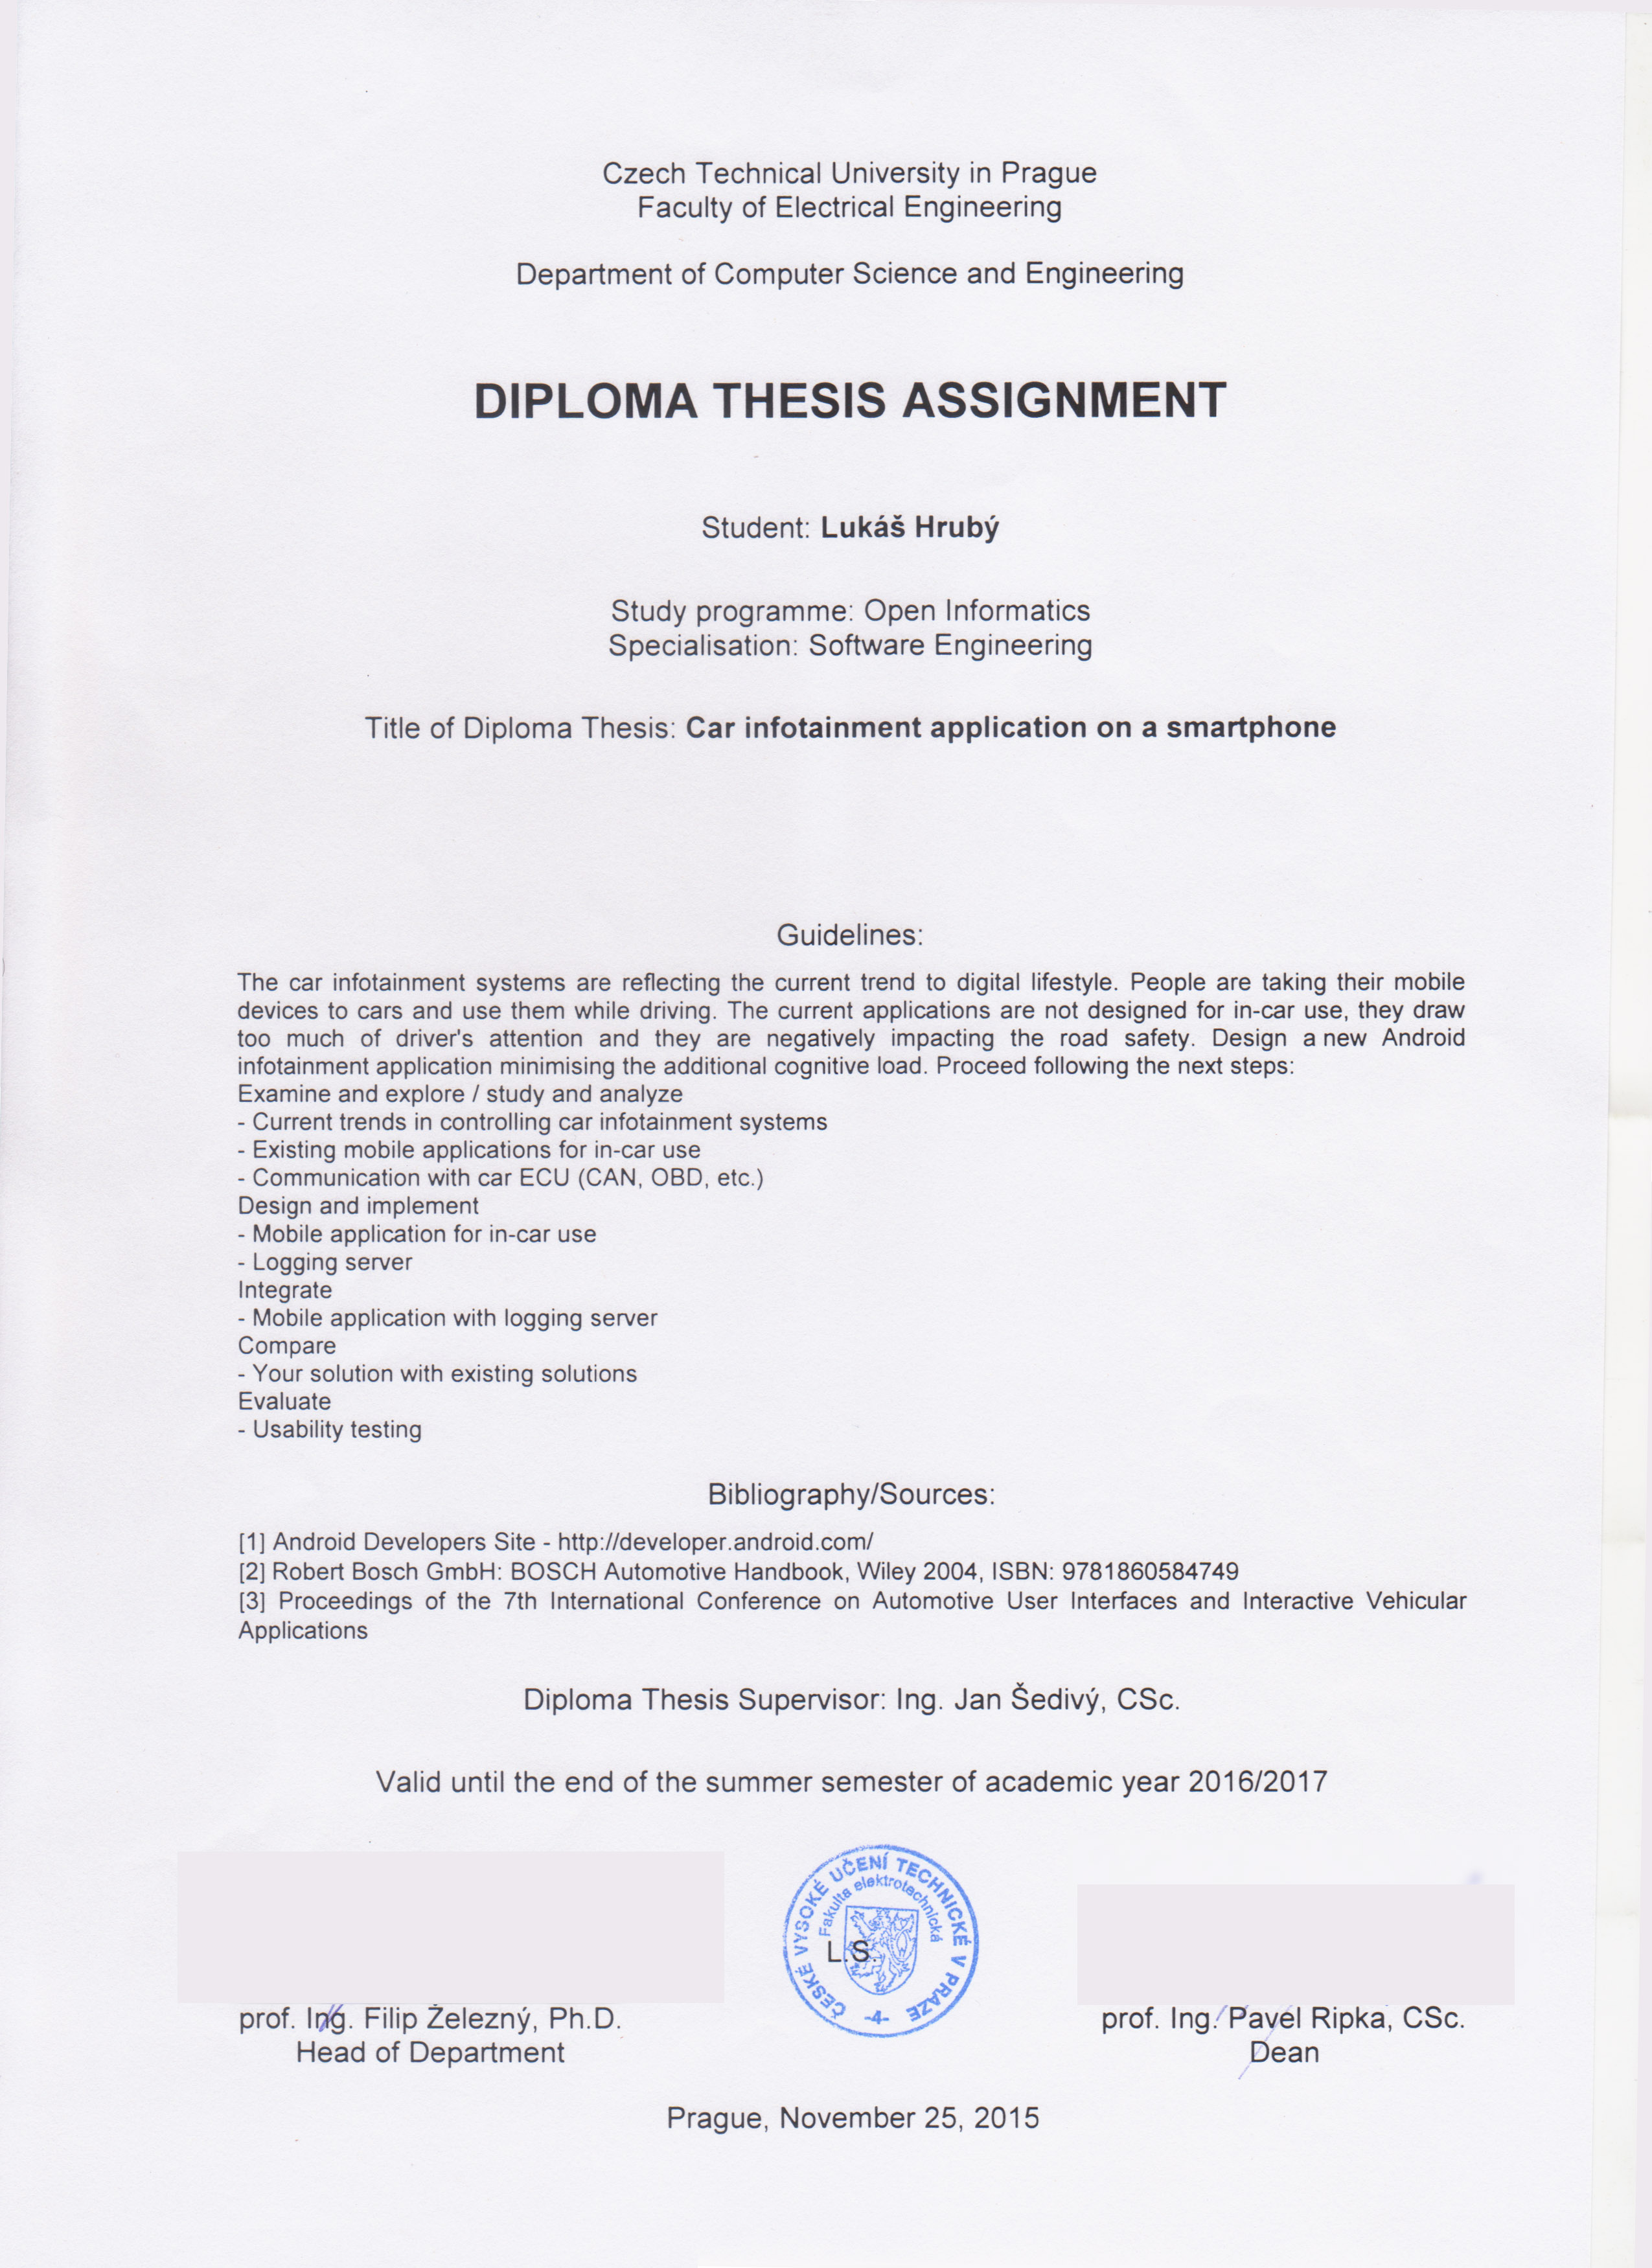 Czech Technical University in Prague
Faculty of Electrical Engineering
Department of Computer Science and Engineering
DIPLOMA THESIS ASSIGNMENT
Student: Lukáš Hrubý
Study programme: Open Informatics
Specialisation: Software Engineering
Title of Diploma Thesis: Car infotainment application on a smartphone
Guidelines:
The car infotainment systems are reflecting the current trend to digital lifestyle. People are taking their mobile
devices to cars and use them while driving. The current applications are not designed for in-car use, they draw
too much of driver's attention and they are negatively impacting the road safety. Design a new Android
infotainment application minimising the additional cognitive load. Proceed following the next steps:
Examine and explore / study and analyze
- Current trends in controlling car infotainment systems
- Existing mobile applications for in-car use
- Communication with car ECU (CAN, OBD, etc.)
Design and implement
- Mobile application for in-car use
- Logging server
Integrate
- Mobile application with logging server
Compare
- Your solution with existing solutions
Evaluate
- Usability testing
Bibliography/Sources:
[1] Android Developers Site - http://developer.android.com/
[2] Robert Bosch GmbH: BOSCH Automotive Handbook, Wiley 2004, ISBN: 9781860584749
[3] Proceedings of the 7th International Conference on Automotive User Interfaces and Interactive Vehicular
Applications
Diploma Thesis Supervisor: Ing. Jan Šedivý, CSc.
Valid until the end of the summer semester of academic year 2016/2017
ČESKÉ VYSOKÉ UČENÍ TECHNICKÉ V PRAZE
Fakulta elektrotechnická
L.S.
-4-
prof. Ing. Filip Železný, Ph.D.
Head of Department
prof. Ing. Pavel Ripka, CSc.
Dean
Prague, November 25, 2015